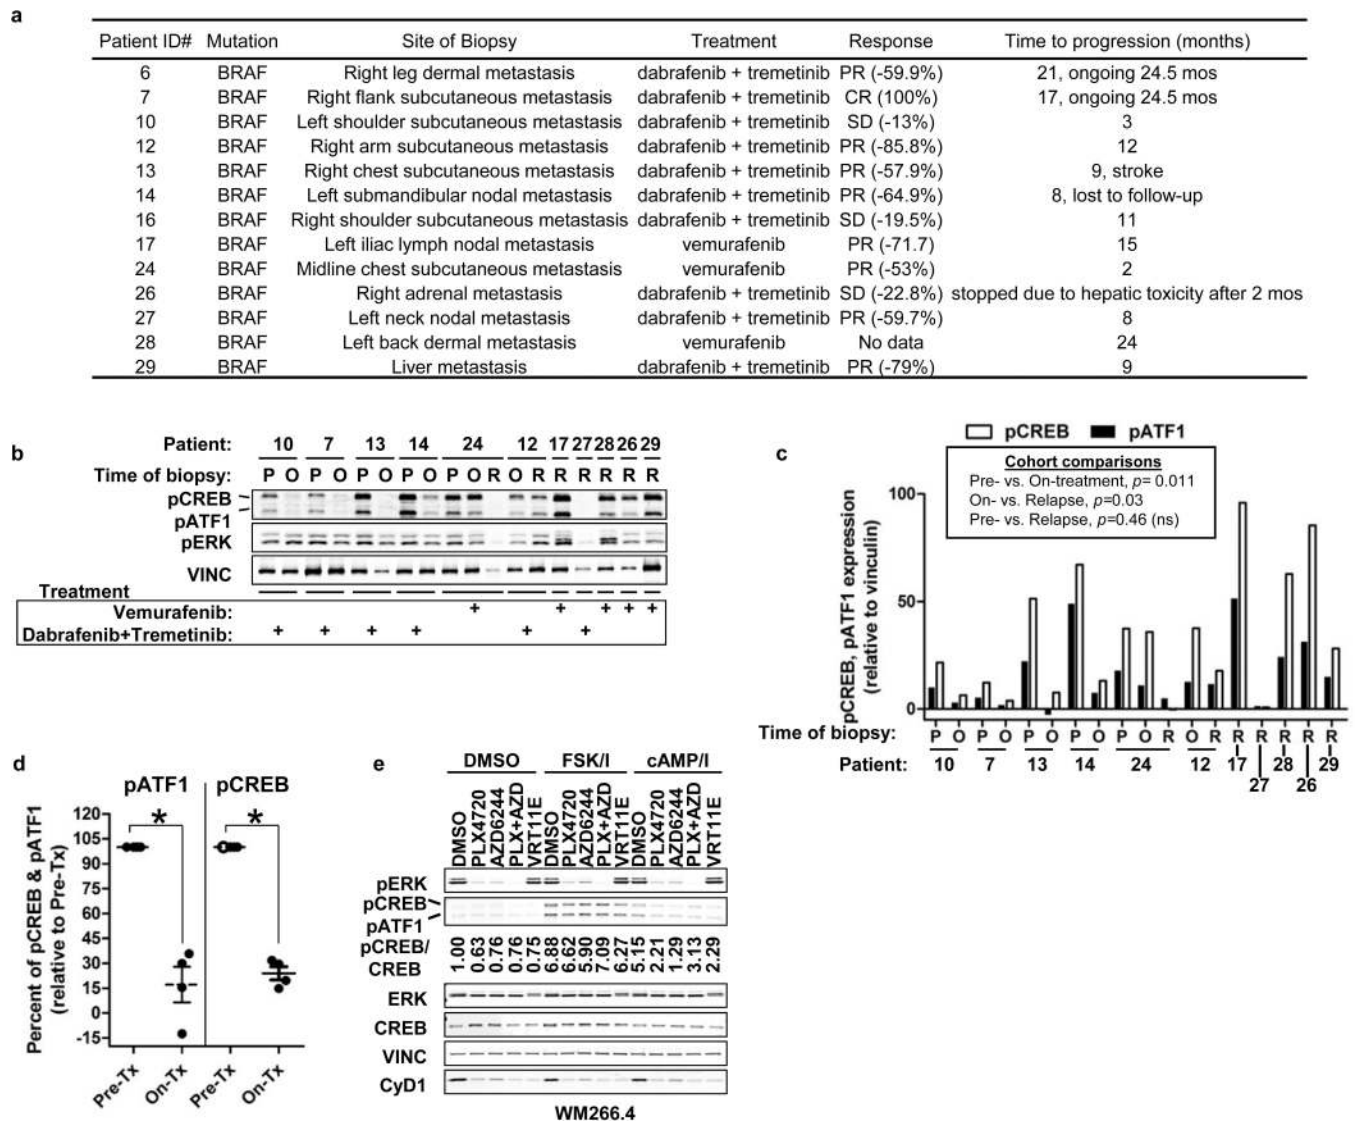 a
Patient ID# Mutation Site of Biopsy Treatment Response Time to progression (months)
6 BRAF Right leg dermal metastasis dabrafenib + tremetinib PR (-59.9%) 21, ongoing 24.5 mos
7 BRAF Right flank subcutaneous metastasis dabrafenib + tremetinib CR (100%) 17, ongoing 24.5 mos
10 BRAF Left shoulder subcutaneous metastasis dabrafenib + tremetinib SD (-13%) 3
12 BRAF Right arm subcutaneous metastasis dabrafenib + tremetinib PR (-85.8%) 12
13 BRAF Right chest subcutaneous metastasis dabrafenib + tremetinib PR (-57.9%) 9, stroke
14 BRAF Left submandibular nodal metastasis dabrafenib + tremetinib PR (-64.9%) 8, lost to follow-up
16 BRAF Right shoulder subcutaneous metastasis dabrafenib + tremetinib SD (-19.5%) 11
17 BRAF Left iliac lymph nodal metastasis vemurafenib PR (-71.7) 15
24 BRAF Midline chest subcutaneous metastasis vemurafenib PR (-53%) 2
26 BRAF Right adrenal metastasis dabrafenib + tremetinib SD (-22.8%) stopped due to hepatic toxicity after 2 mos
27 BRAF Left neck nodal metastasis dabrafenib + tremetinib PR (-59.7%) 8
28 BRAF Left back dermal metastasis vemurafenib No data 24
29 BRAF Liver metastasis dabrafenib + tremetinib PR (-79%) 9
b
Patient: 10 7 13 14 24 12 17 27 28 26 29
Time of biopsy: P O P O P O P O P O R O R R R R R R
pCREB
pATF1
pERK
VINC
Treatment
Vemurafenib: + + + + +
Dabrafenib+Tremetinib: + + + + + +
c
pCREB pATF1
Cohort comparisons
Pre- vs. On-treatment, p= 0.011
On- vs. Relapse, p=0.03
Pre- vs. Relapse, p=0.46 (ns)
pCREB, pATF1 expression
(relative to vinculin)
100
50
0
Time of biopsy: P O P O P O P O P O R O R R R R R R
Patient: 10 7 13 14 24 12 17 28 29
27 26
d
pATF1 pCREB
* *
Percent of pCREB & pATF1
(relative to Pre-Tx)
120
105
90
75
60
45
30
15
0
-15
Pre-Tx On-Tx Pre-Tx On-Tx
e
DMSO FSK/I cAMP/I
DMSO PLX4720 AZD6244 PLX+AZD VRT11E DMSO PLX4720 AZD6244 PLX+AZD VRT11E DMSO PLX4720 AZD6244 PLX+AZD VRT11E
pERK
pCREB
pATF1
pCREB/
CREB
1.00 0.63 0.76 0.76 0.75 6.88 6.62 5.90 7.09 6.27 5.15 2.21 1.29 3.13 2.29
ERK
CREB
VINC
CyD1
WM266.4